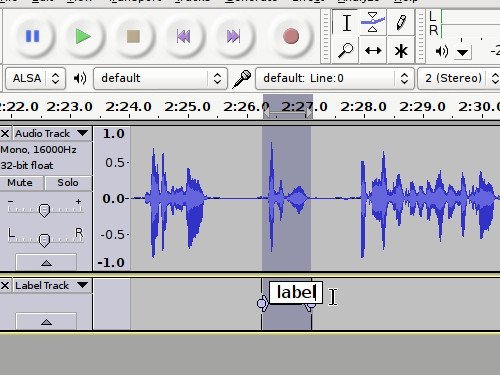 L
R
ALSA default default: Line:0 2 (Stereo)
2:22.0 2:23.0 2:24.0 2:25.0 2:26.0 2:27.0 2:28.0 2:29.0 2:30.0
Audio Track 1.0
Mono, 16000Hz
32-bit float 0.5
Mute Solo
- + 0.0
L R -0.5
-1.0
Label Track label